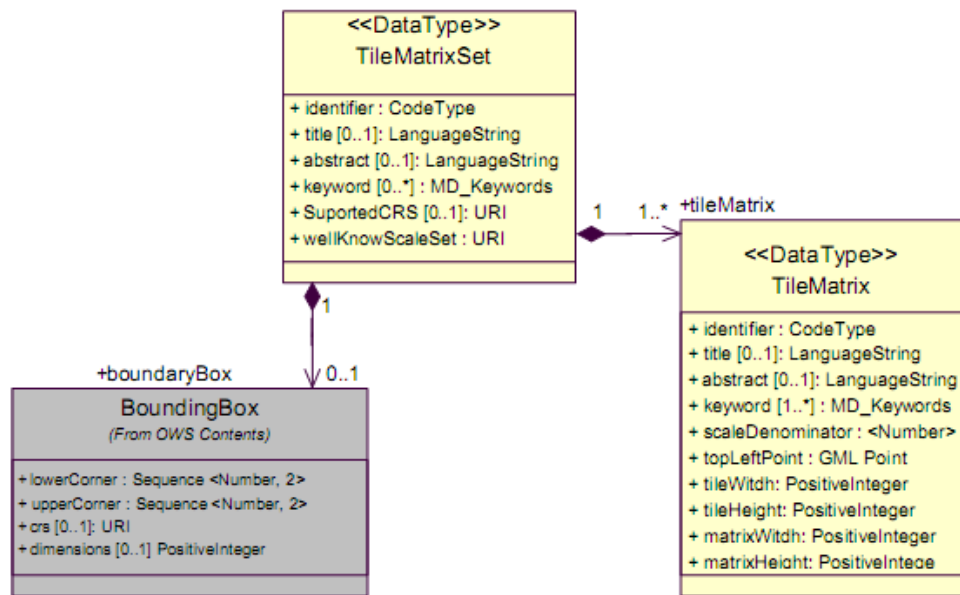 <<DataType>>
TileMatrixSet
+ identifier : CodeType
+ title [0..1]: LanguageString
+ abstract [0..1]: LanguageString
+ keyword [0..*] : MD_Keywords
+ SuportedCRS [0..1]: URI
+ wellKnowScaleSet : URI
1
1..*
+tileMatrix
<<DataType>>
TileMatrix
+ identifier : CodeType
+ title [0..1]: LanguageString
+ abstract [0..1]: LanguageString
+ keyword [1..*] : MD_Keywords
+ scaleDenominator : <Number>
+ topLeftPoint : GML Point
+ tileWitdh: PositiveInteger
+ tileHeight: PositiveInteger
+ matrixWitdh: PositiveInteger
+ matrixHeight: PositiveIntege
1
+boundaryBox
0..1
BoundingBox
(From OWS Contents)
+ lowerCorner : Sequence <Number, 2>
+ upperCorner : Sequence <Number, 2>
+ crs [0..1]: URI
+ dimensions [0..1] PositiveInteger